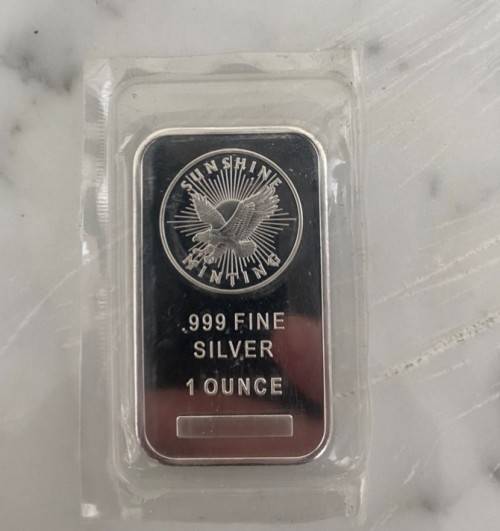 SUNSHINE
MINTING
.999 FINE
SILVER
1 OUNCE